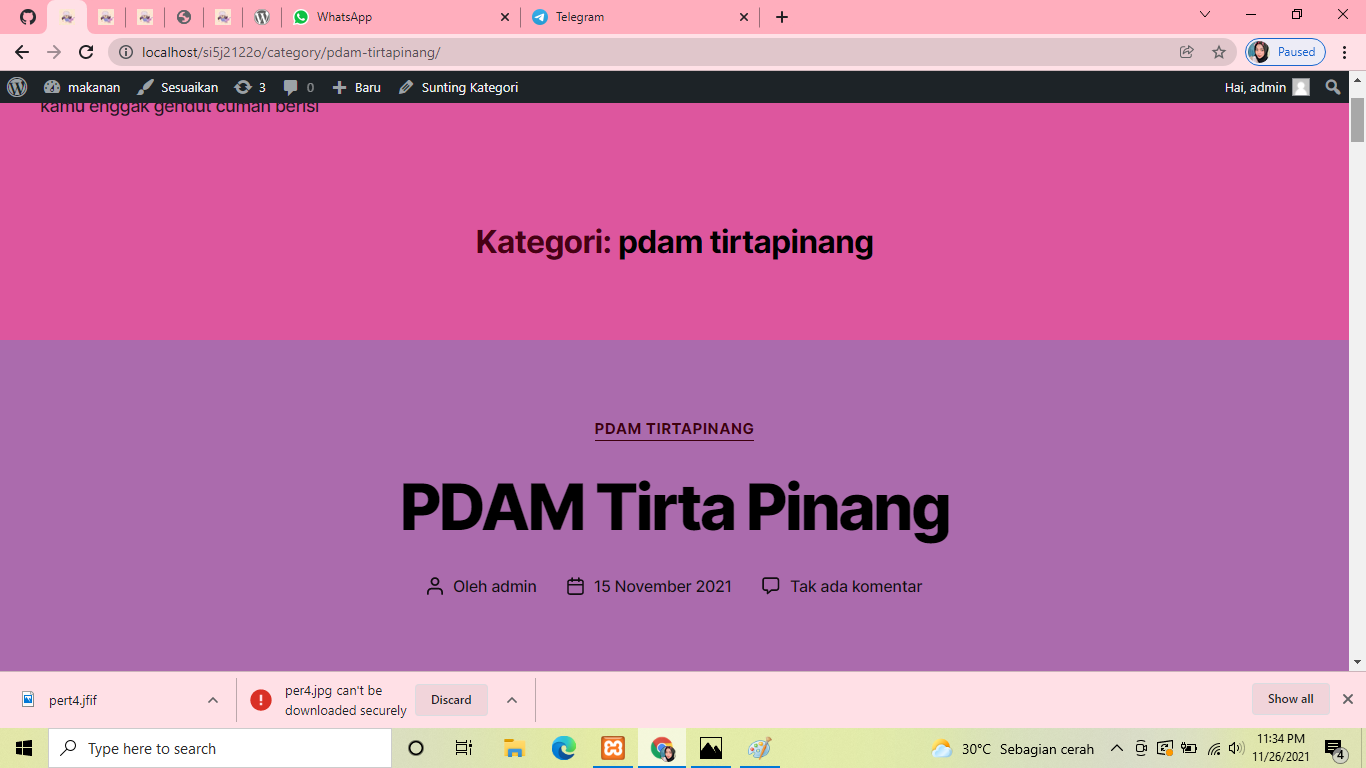 WhatsApp
Telegram
localhost/si5j2122o/category/pdam-tirtapinang/
Paused
makanan
Sesuaikan
3
0
Baru
Sunting Kategori
Hai, admin
kamu enggak gendut cuman berisi
Kategori: pdam tirtapinang
PDAM TIRTAPINANG
PDAM Tirta Pinang
Oleh admin
15 November 2021
Tak ada komentar
pert4.jfif
per4.jpg can't be
downloaded securely
Discard
Show all
Type here to search
30°C Sebagian cerah
11:34 PM
11/26/2021
4